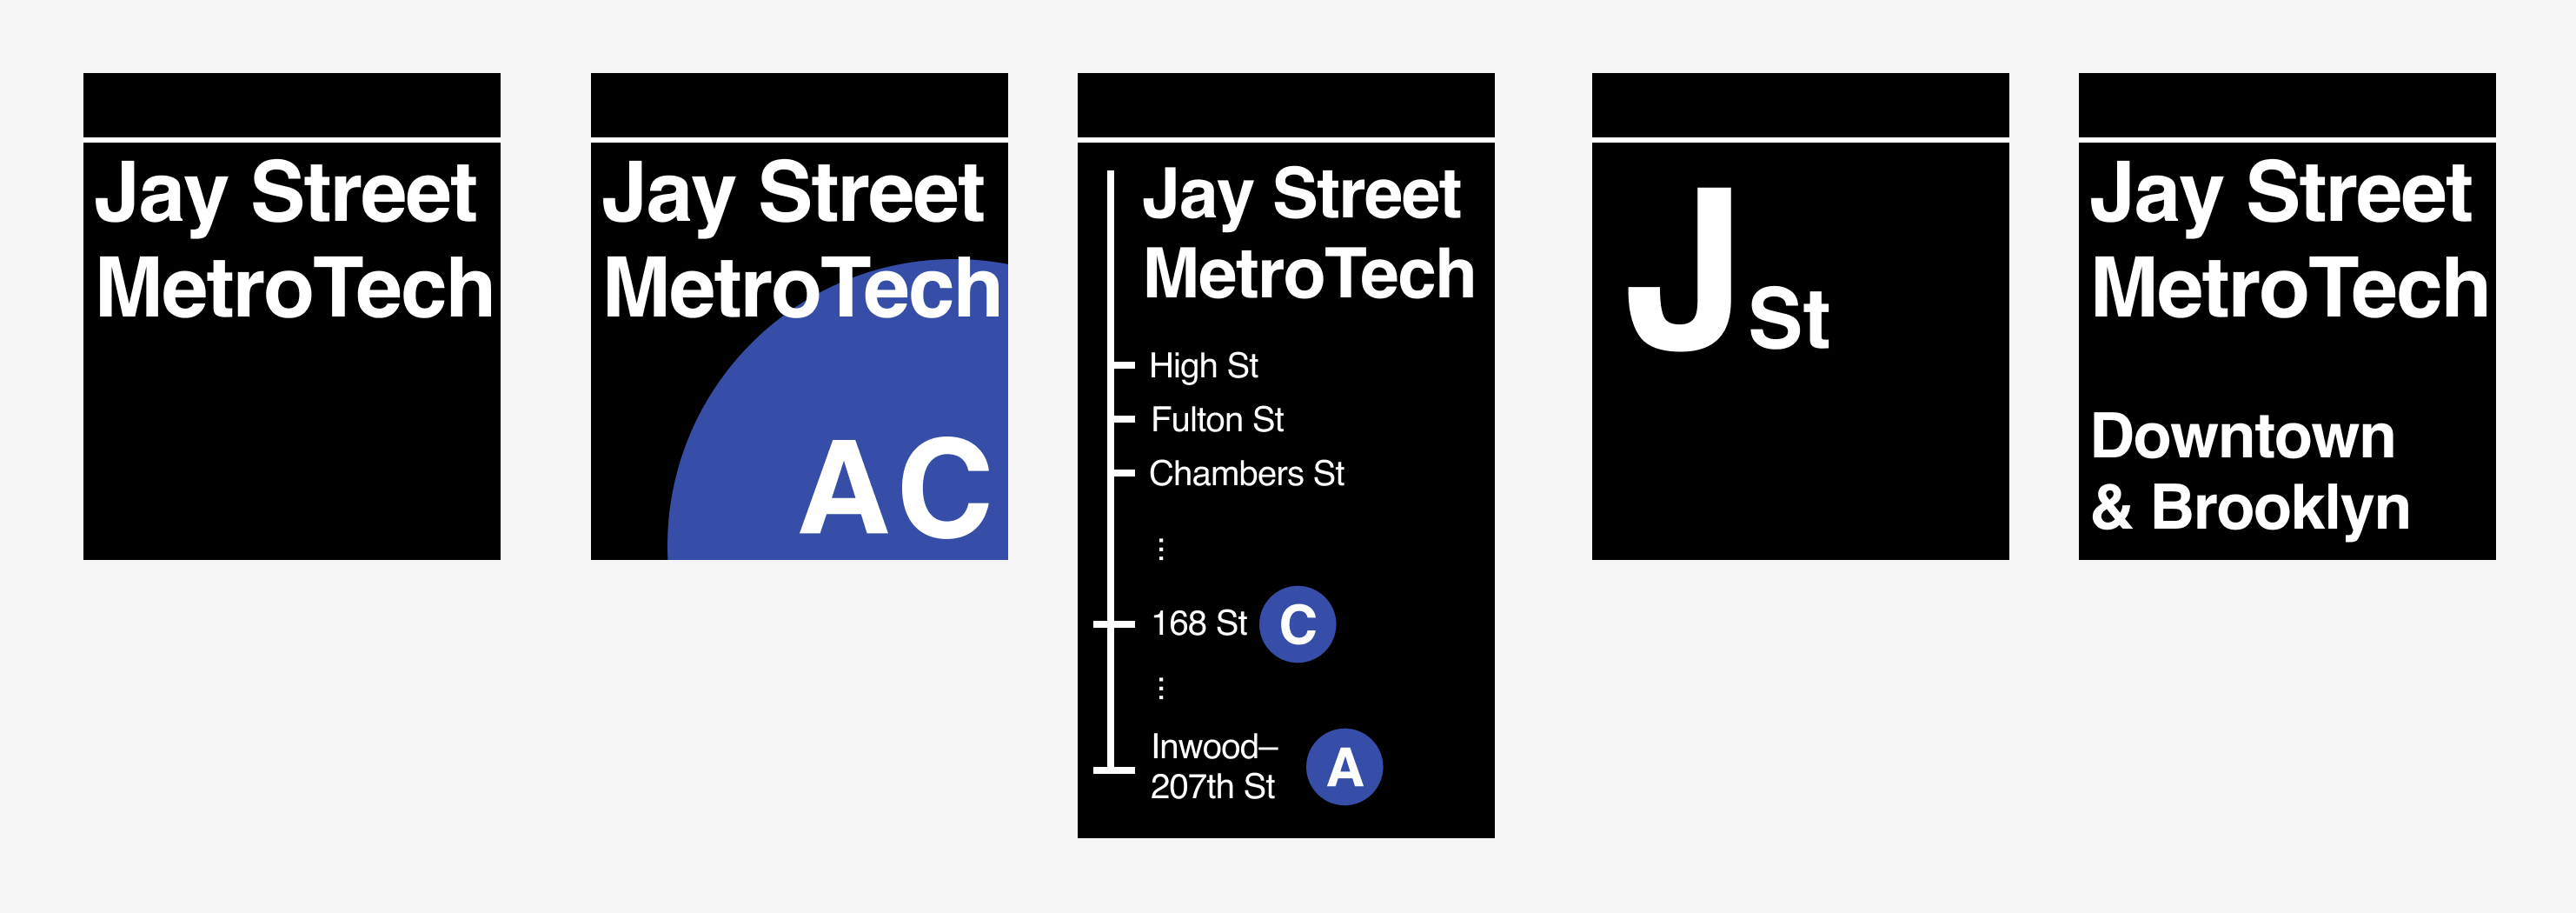 Jay Street
MetroTech
Jay Street
MetroTech
AC
Jay Street
MetroTech
High St
Fulton St
Chambers St
⋮
168 St C
⋮
Inwood–
207th St A
J St
Jay Street
MetroTech
Downtown
& Brooklyn